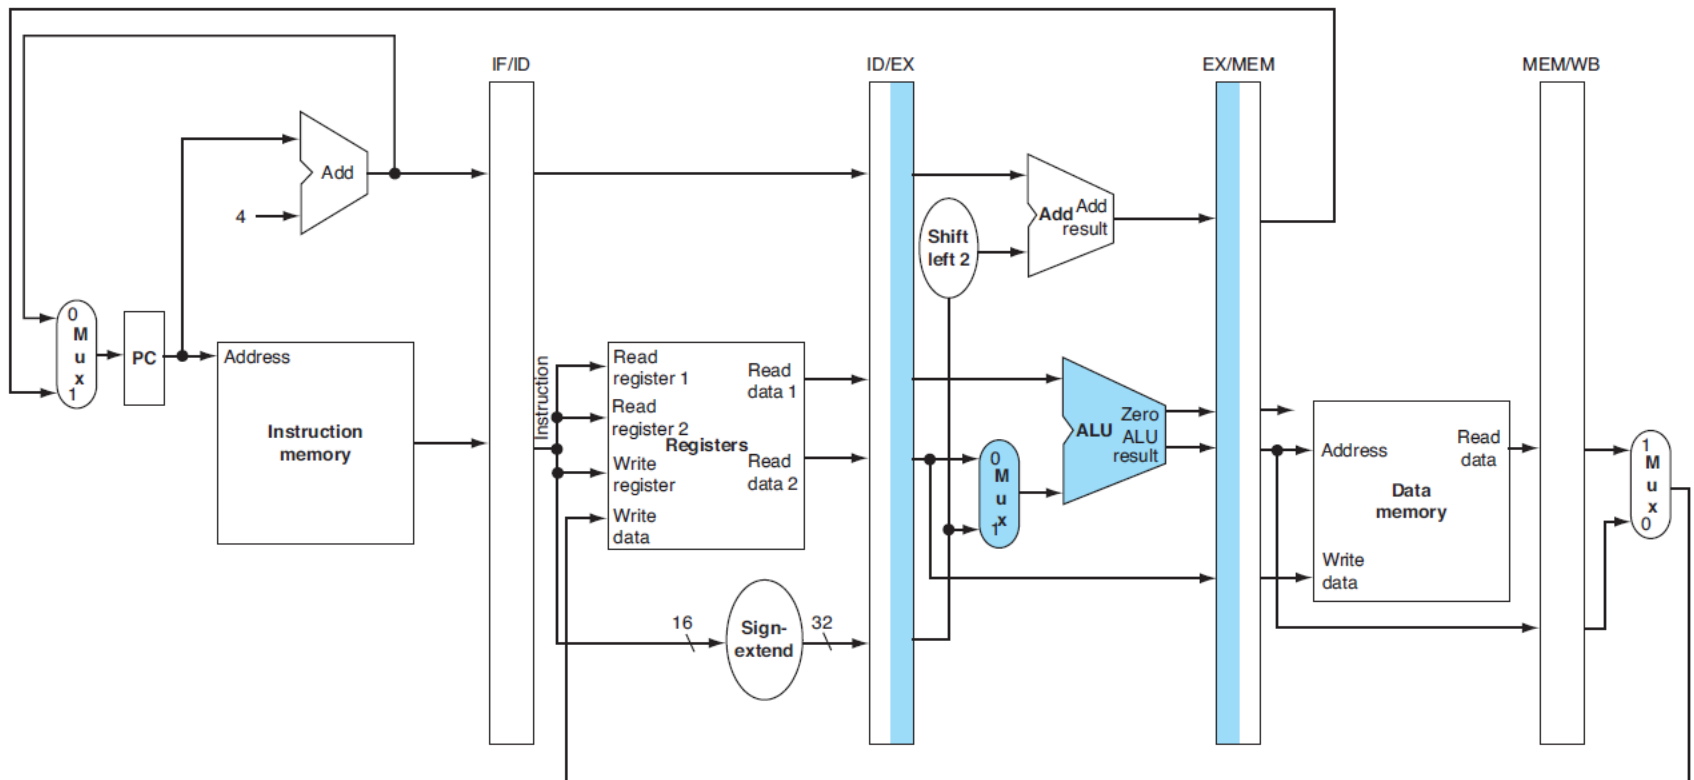 IF/ID
ID/EX
EX/MEM
MEM/WB
Add
4
Shift
left 2
Add Add
result
0
M
u
x
1
PC
Address
Instruction
memory
Instruction
Read
register 1
Read
register 2
Write
register
Write
data
Registers
Read
data 1
Read
data 2
16
Sign-
extend
32
0
M
u
x
1
ALU
Zero
ALU
result
Address
Read
data
Data
memory
Write
data
1
M
u
x
0